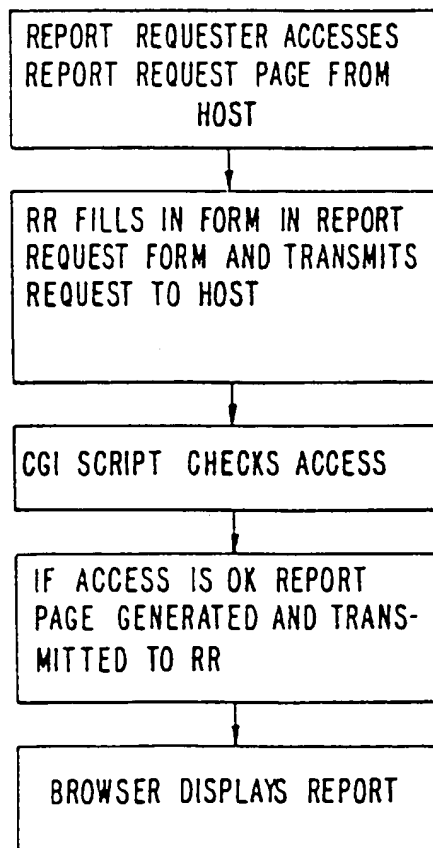 REPORT REQUESTER ACCESSES
REPORT REQUEST PAGE FROM
HOST
RR FILLS IN FORM IN REPORT
REQUEST FORM AND TRANSMITS
REQUEST TO HOST
CGI SCRIPT CHECKS ACCESS
IF ACCESS IS OK REPORT
PAGE GENERATED AND TRANS-
MITTED TO RR
BROWSER DISPLAYS REPORT